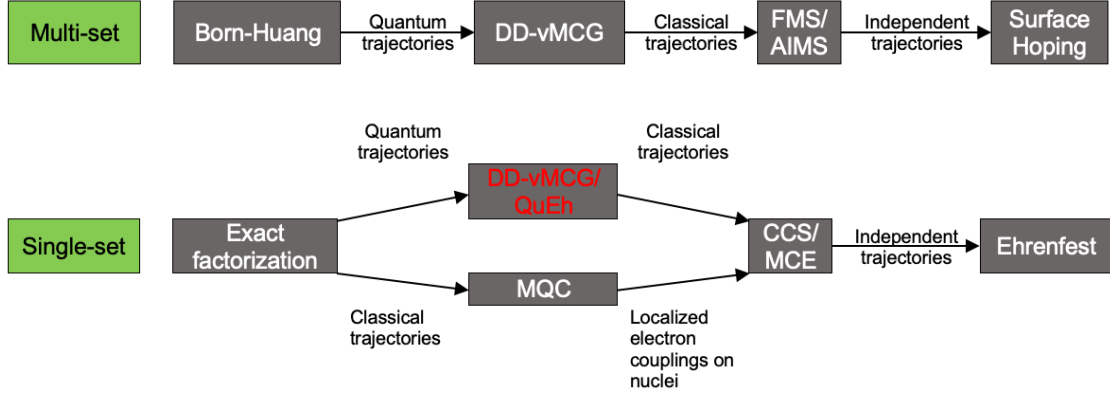 Multi-set
Born-Huang
Quantum
trajectories
DD-vMCG
Classical
trajectories
FMS/
AIMS
Independent
trajectories
Surface
Hoping
Quantum
trajectories
Classical
trajectories
Single-set
Exact
factorization
DD-vMCG/
QuEh
MQC
CCS/
MCE
Independent
trajectories
Ehrenfest
Classical
trajectories
Localized
electron
couplings on
nuclei